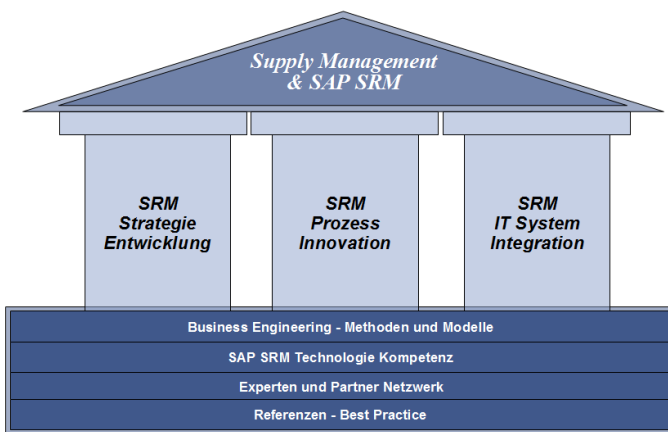 Supply Management
& SAP SRM
SRM
Strategie
Entwicklung
SRM
Prozess
Innovation
SRM
IT System
Integration
Business Engineering - Methoden und Modelle
SAP SRM Technologie Kompetenz
Experten und Partner Netzwerk
Referenzen - Best Practice